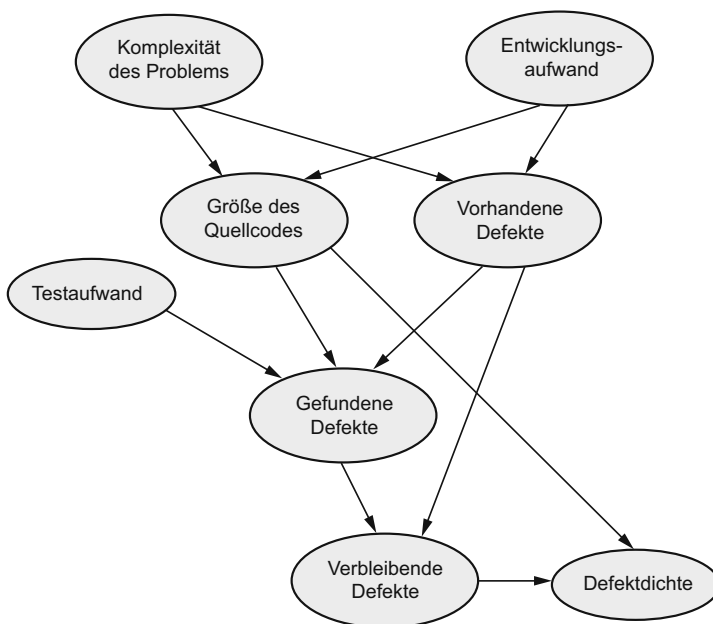 Komplexität
des Problems
Entwicklungs-
aufwand
Größe des
Quellcodes
Vorhandene
Defekte
Testaufwand
Gefundene
Defekte
Verbleibende
Defekte
Defektdichte